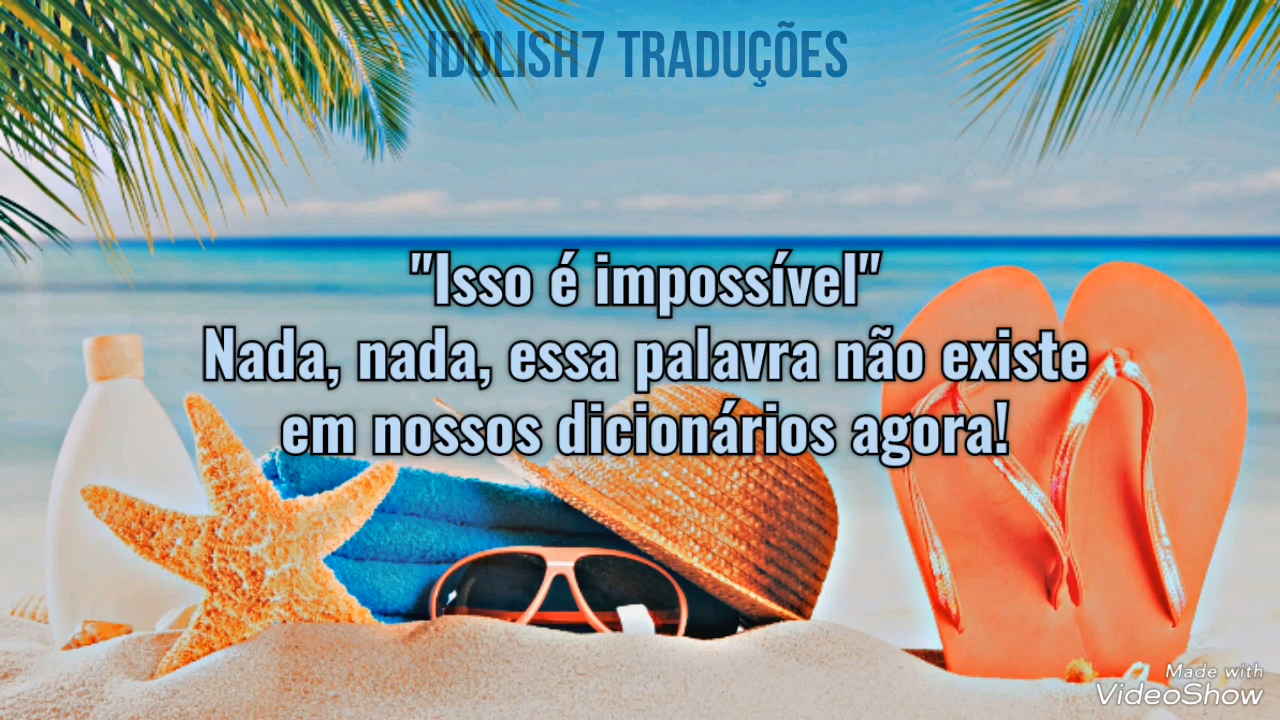 IDOLISH7 TRADUÇÕES
"Isso é impossível"
Nada, nada, essa palavra não existe
em nossos dicionários agora!
Made with
VideoShow